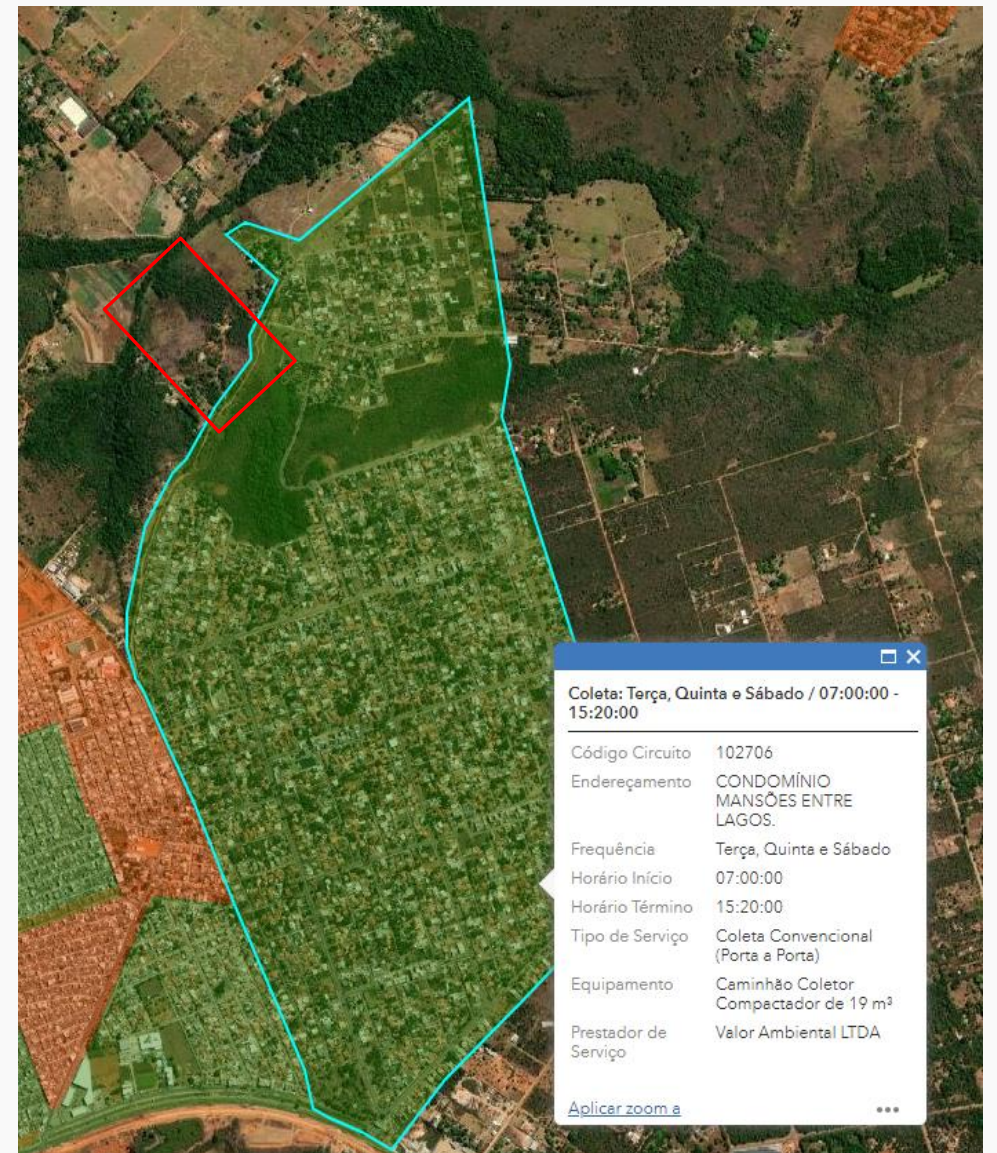 Coleta: Terça, Quinta e Sábado / 07:00:00 -
15:20:00
Código Circuito 102706
Endereçamento CONDOMÍNIO
MANSÕES ENTRE
LAGOS.
Frequência Terça, Quinta e Sábado
Horário Início 07:00:00
Horário Término 15:20:00
Tipo de Serviço Coleta Convencional
(Porta a Porta)
Equipamento Caminhão Coletor
Compactador de 19 m³
Prestador de Valor Ambiental LTDA
Serviço
Aplicar zoom a